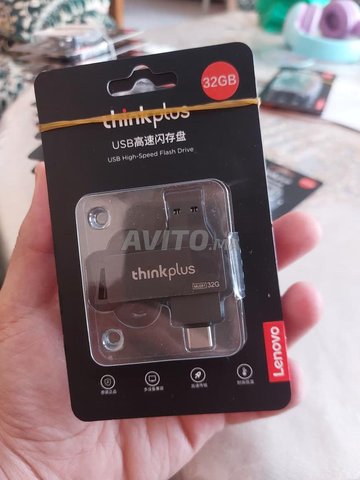 32GB
thinkplus
USB高速闪存盘
USB High-Speed Flash Drive
AVITO.ma
thinkplus
MU251 32G
Lenovo